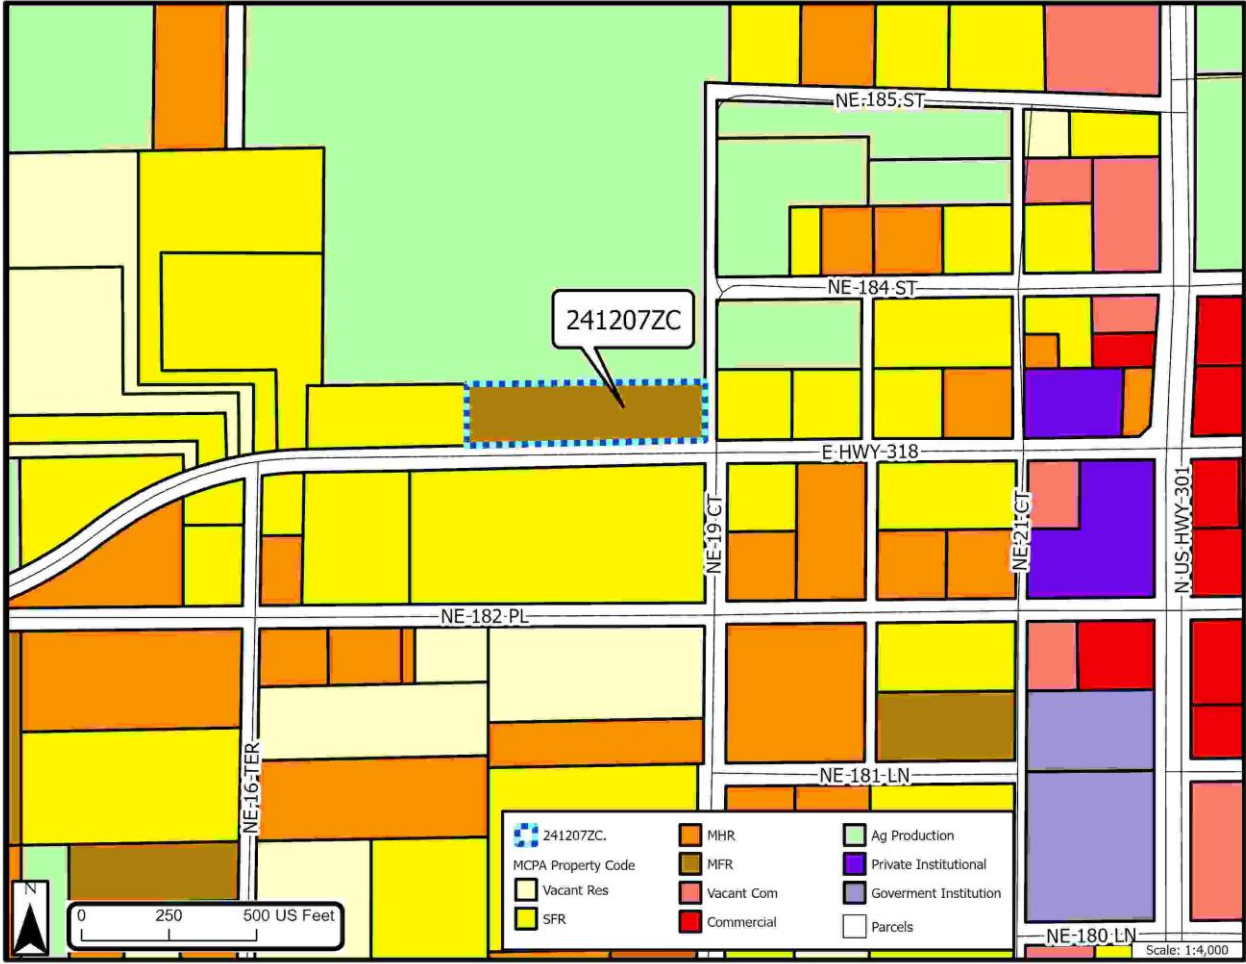 NE 185 ST
NE 184 ST
241207ZC
E HWY 318
NE 19 CT
NE 21 CT
N US HWY 301
NE 182 PL
NE 16 TER
NE 181 LN
241207ZC.
MCPA Property Code
Vacant Res
SFR
MHR
MFR
Vacant Com
Commercial
Ag Production
Private Institutional
Goverment Institution
Parcels
N
0 250 500 US Feet
NE 180 LN
Scale: 1:4,000